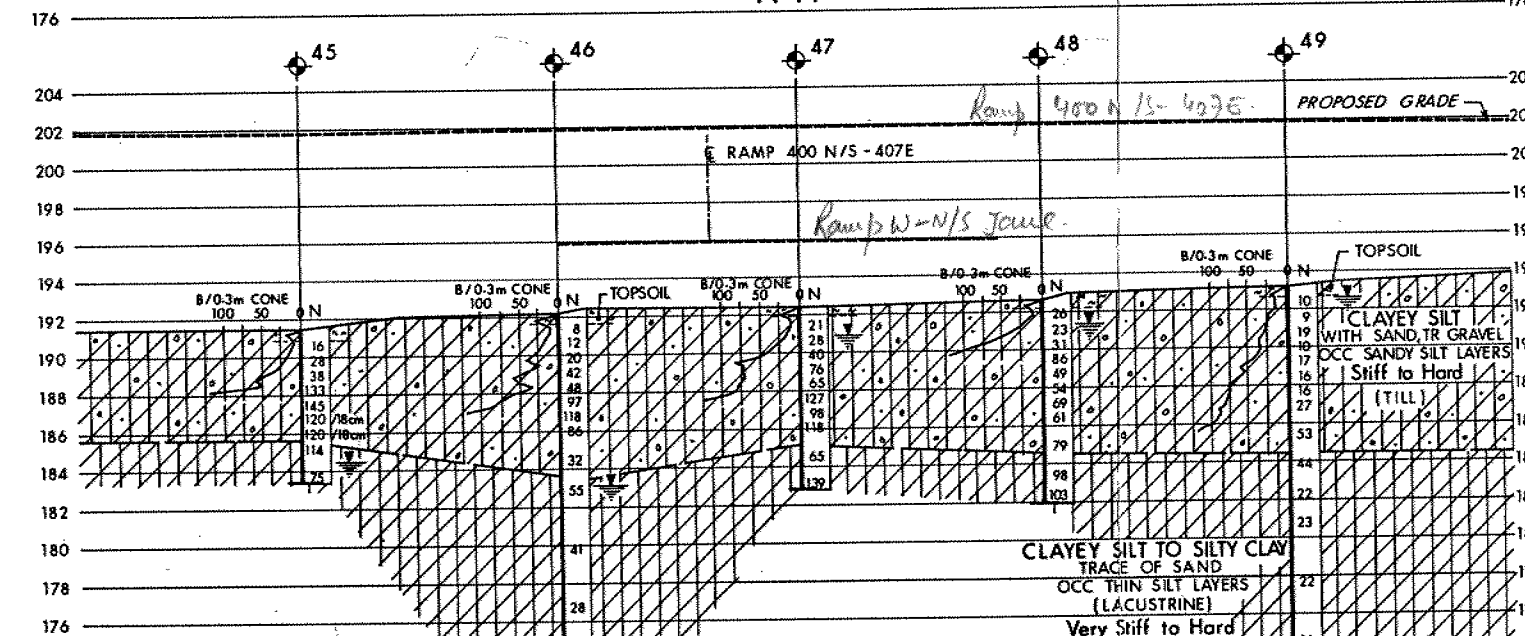 176
45 46 47 48 49
204
Ramp 400 N/S - 407E.
PROPOSED GRADE
202
200
℄ RAMP 400 N/S - 407E
198
Ramp W-N/S Jane.
196
194
B/0.3m CONE
100 50 0 N
B/0.3m CONE
100 50 0 N
TOPSOIL
B/0.3m CONE
100 50 0 N
B/0.3m CONE
100 50 0 N
B/0.3m CONE
100 50 0 N
TOPSOIL
192
190
188
186
184
182
180
178
176
16
28
38
133
145
120 /18cm
120 /18cm
114
75
8
12
20
42
48
97
118
86
32
55
41
28
21
28
40
76
65
127
98
118
65
139
26
23
31
86
49
54
69
61
79
98
103
10
9
19
18
17
16
16
27
53
44
22
23
22
CLAYEY SILT
WITH SAND, TR GRAVEL
OCC SANDY SILT LAYERS
Stiff to Hard
(TILL)
CLAYEY SILT TO SILTY CLAY
TRACE OF SAND
OCC THIN SILT LAYERS
(LACUSTRINE)
Very Stiff to Hard